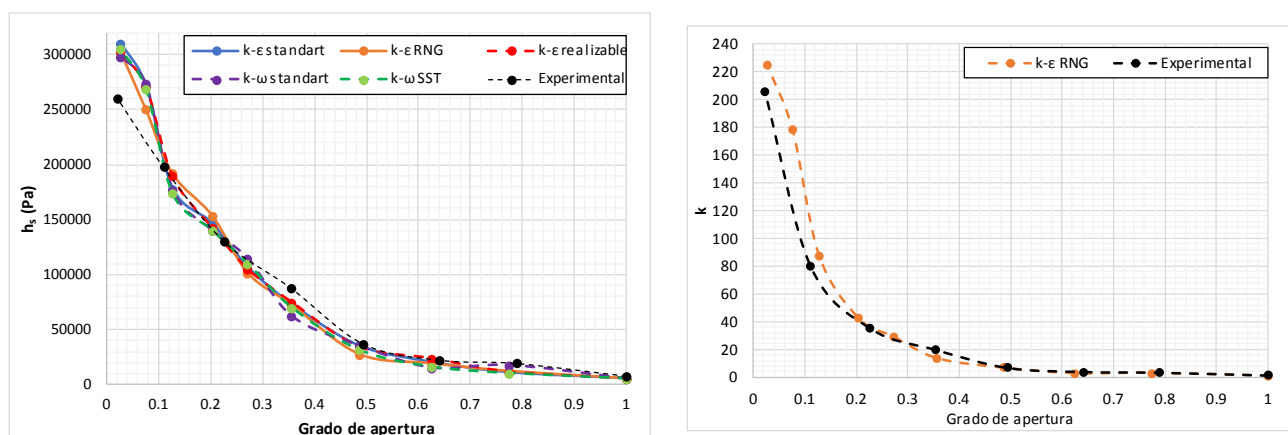 k-ε standart
k-ε RNG
k-ε realizable
k-ω standart
k-ω SST
Experimental
300000
250000
200000
150000
100000
50000
0
hs (Pa)
0 0.1 0.2 0.3 0.4 0.5 0.6 0.7 0.8 0.9 1
Grado de apertura
k-ε RNG
Experimental
240
220
200
180
160
140
120
100
80
60
40
20
0
k
0 0.1 0.2 0.3 0.4 0.5 0.6 0.7 0.8 0.9 1
Grado de apertura